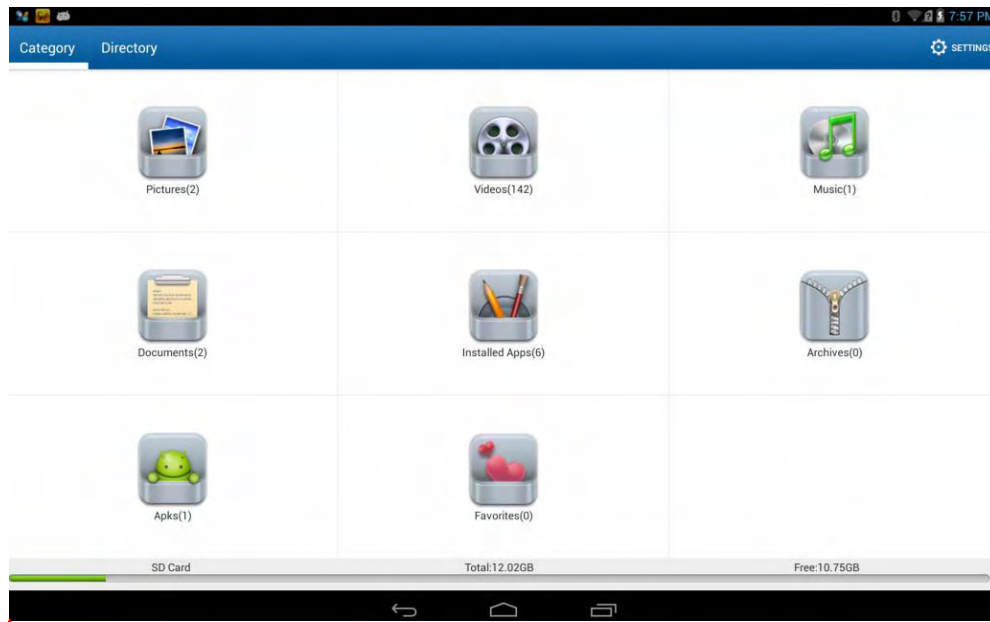 7:57 PM
Category Directory SETTINGS
Pictures(2) Videos(142) Music(1)
Documents(2) Installed Apps(6) Archives(0)
Apks(1) Favorites(0)
SD Card Total:12.02GB Free:10.75GB